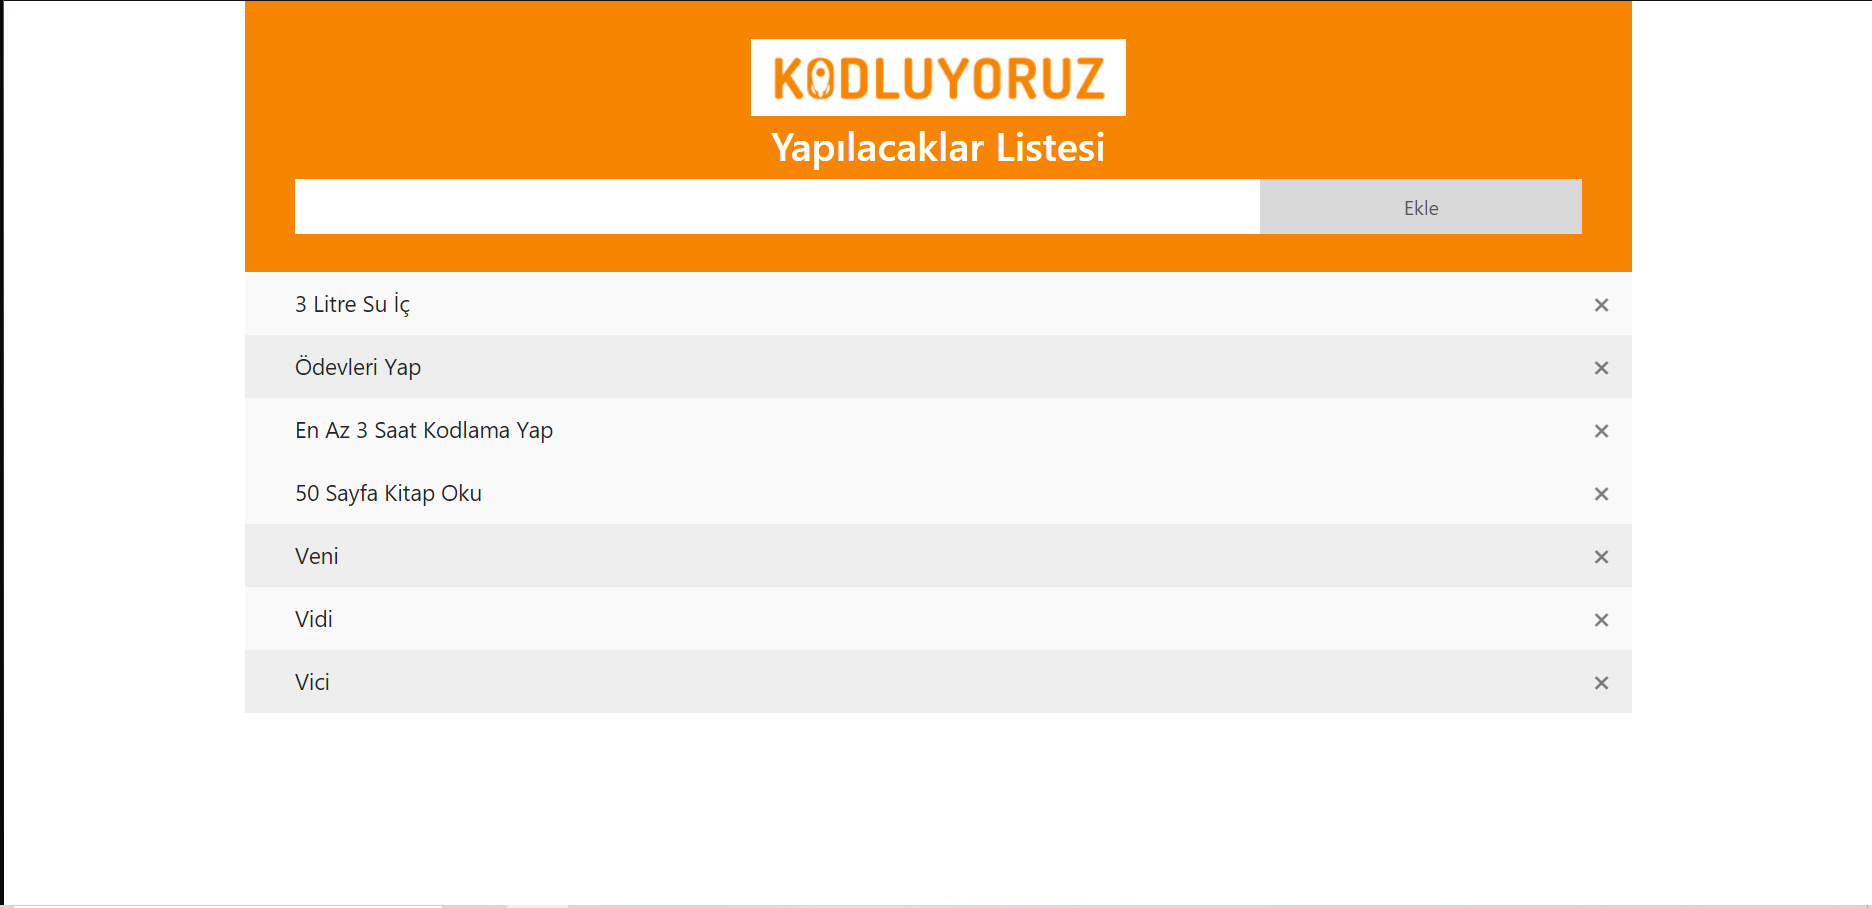 KODLUYORUZ
Yapılacaklar Listesi
Ekle
3 Litre Su İç
Ödevleri Yap
En Az 3 Saat Kodlama Yap
50 Sayfa Kitap Oku
Veni
Vidi
Vici